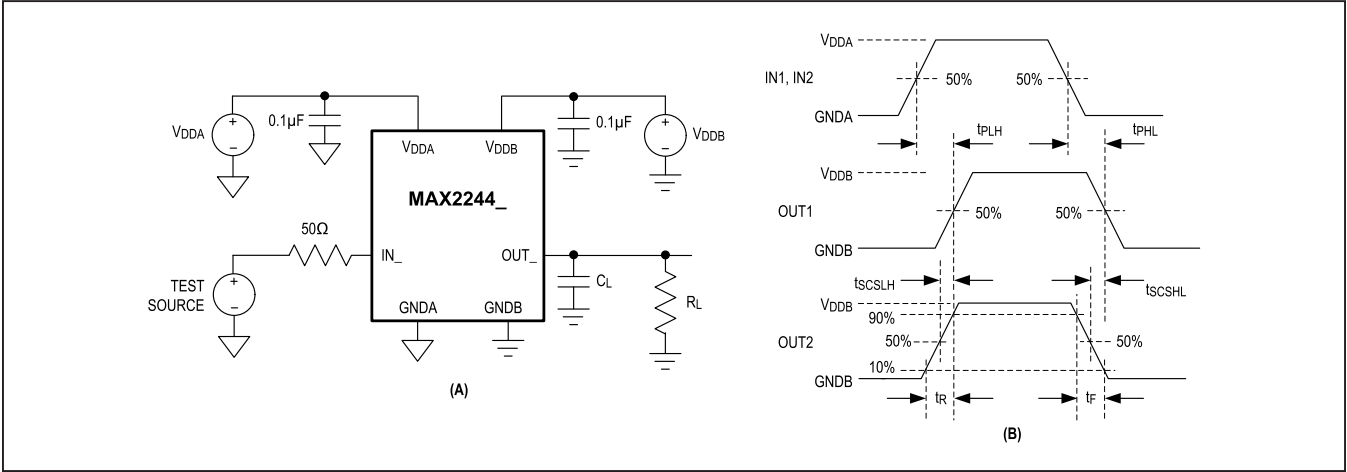 VDDA
0.1µF
0.1µF
VDDB
VDDA
VDDB
MAX2244_
50Ω
IN_
OUT_
TEST
SOURCE
CL
RL
GNDA
GNDB
(A)
VDDA
IN1, IN2
50%
50%
GNDA
tPLH
tPHL
VDDB
OUT1
50%
50%
GNDB
tSCSLH
tSCSHL
VDDB
90%
OUT2
50%
50%
10%
GNDB
tR
tF
(B)